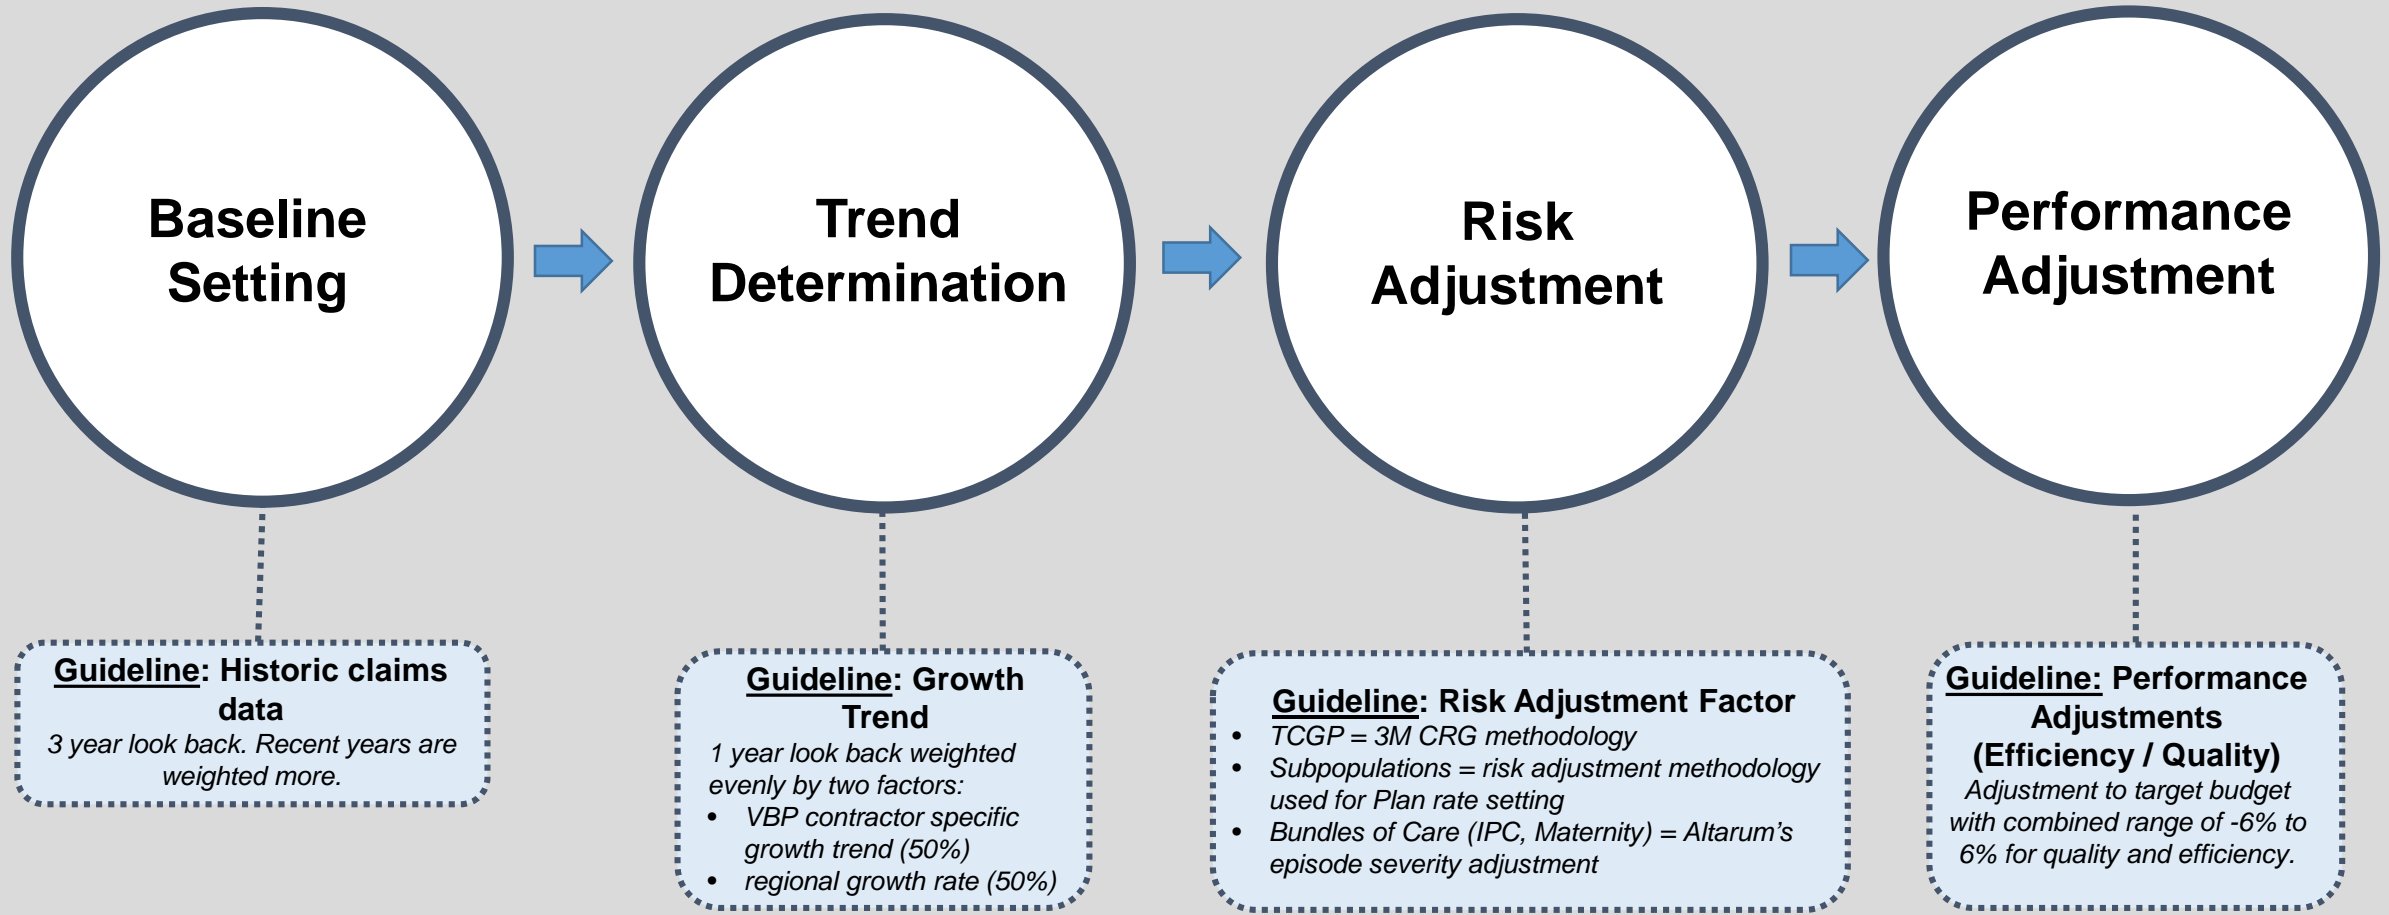 Baseline
Setting
Trend
Determination
Risk
Adjustment
Performance
Adjustment
Guideline: Historic claims
data
3 year look back. Recent years are
weighted more.
Guideline: Growth
Trend
1 year look back weighted
evenly by two factors:
• VBP contractor specific
growth trend (50%)
• regional growth rate (50%)
Guideline: Risk Adjustment Factor
• TCGP = 3M CRG methodology
• Subpopulations = risk adjustment methodology
used for Plan rate setting
• Bundles of Care (IPC, Maternity) = Altarum’s
episode severity adjustment
Guideline: Performance
Adjustments
(Efficiency / Quality)
Adjustment to target budget
with combined range of -6% to
6% for quality and efficiency.